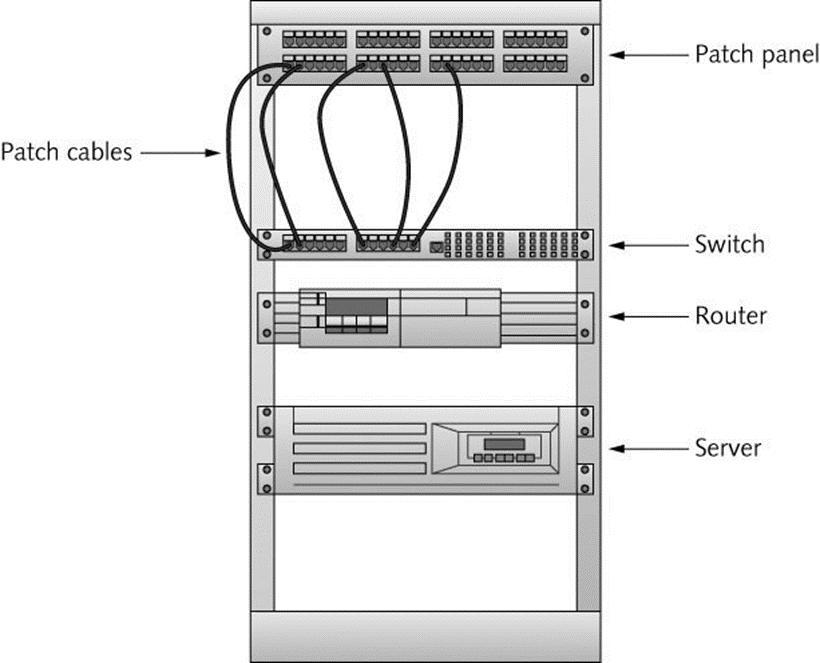 Patch panel
Patch cables
Switch
Router
Server